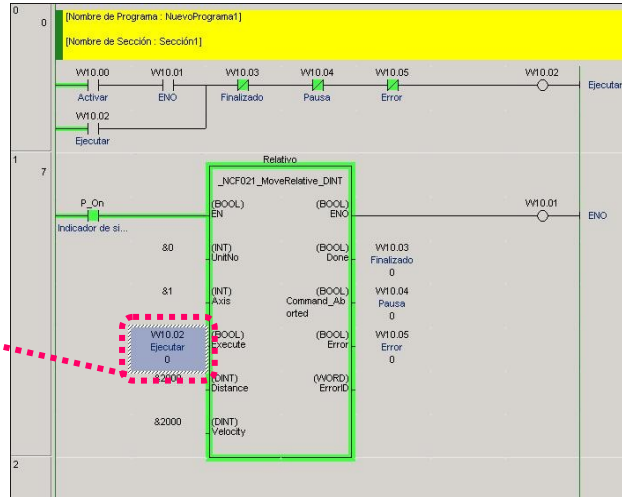 0
0
[Nombre de Programa : NuevoPrograma1]
[Nombre de Sección : Sección1]
W10.00 W10.01 W10.03 W10.04 W10.05 W10.02
Activar ENO Finalizado Pausa Error Ejecutar
W10.02
Ejecutar
1
7
Relativo
_NCF021_MoveRelative_DINT
P_On (BOOL) (BOOL) W10.01
EN ENO ENO
Indicador de si...
&0 (INT) (BOOL) W10.03
UnitNo Done Finalizado
0
&1 (INT) (BOOL) W10.04
Axis Command_Ab Pausa
orted 0
W10.02 (BOOL) (BOOL) W10.05
Ejecutar Execute Error Error
0 0
&2000 (DINT) (WORD)
Distance ErrorID
&2000 (DINT)
Velocity
2